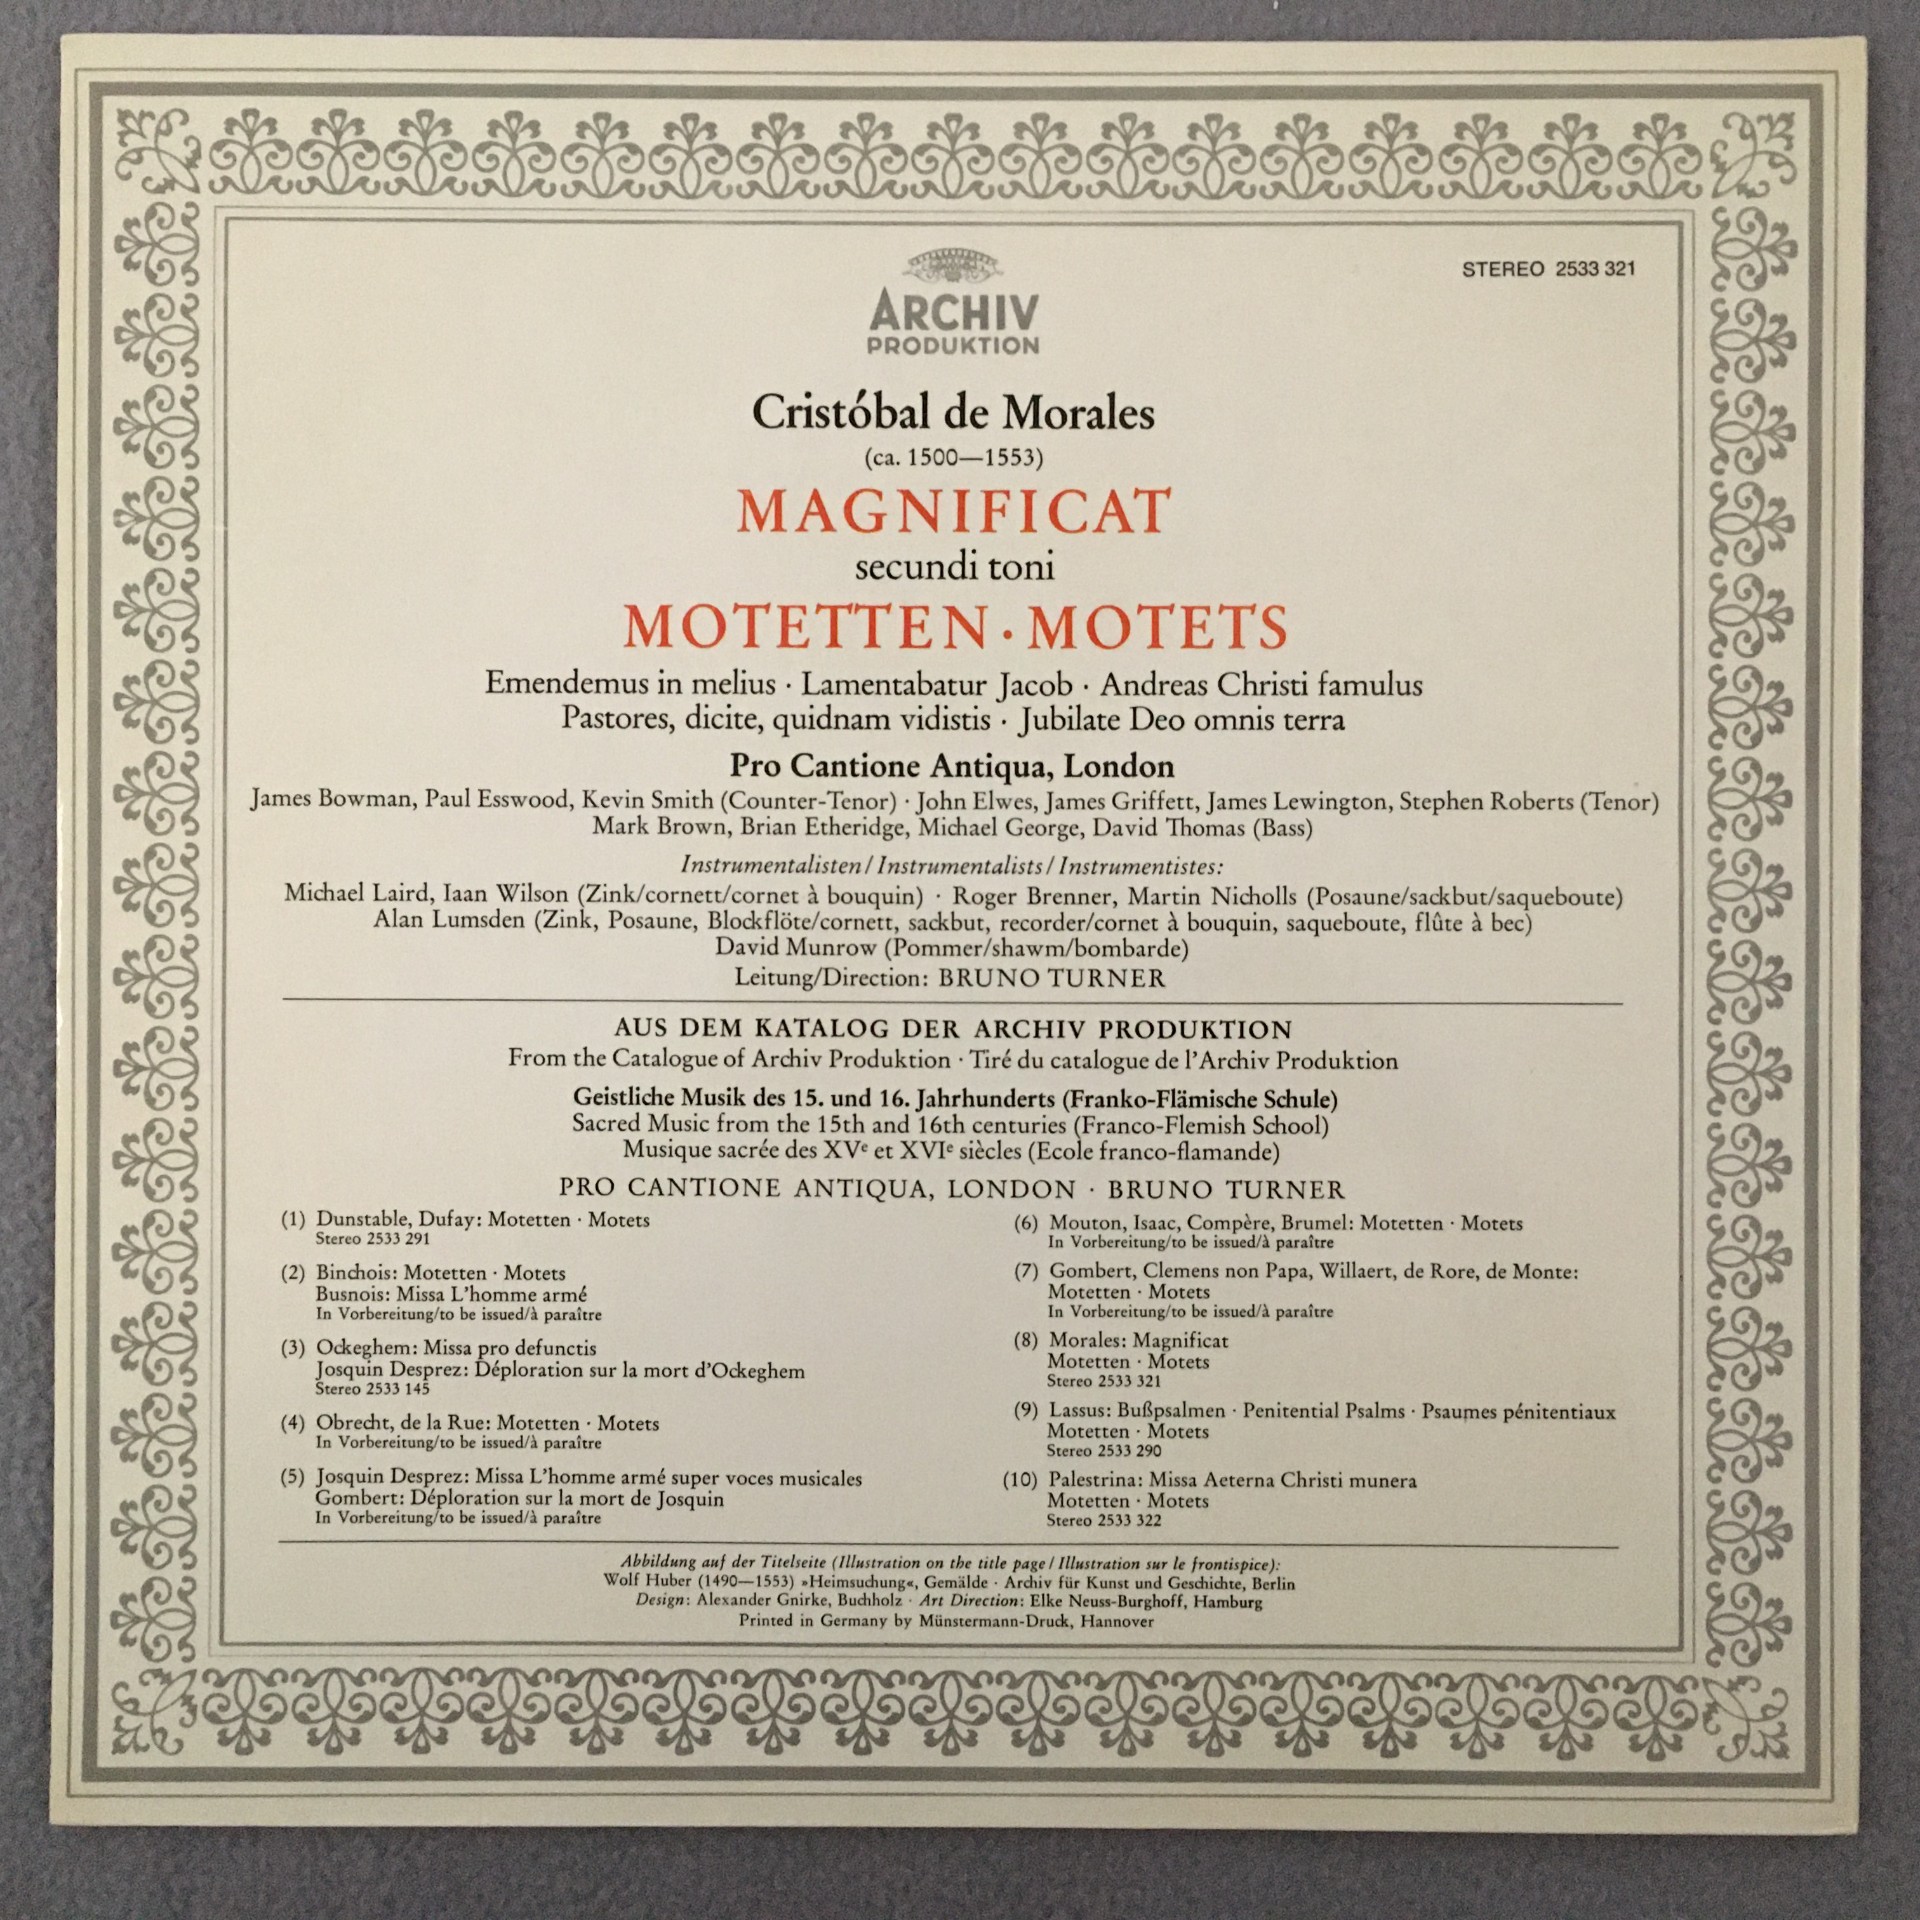 STEREO 2533 321
ARCHIV
PRODUKTION
Cristóbal de Morales
(ca. 1500—1553)
MAGNIFICAT
secundi toni
MOTETTEN · MOTETS
Emendemus in melius · Lamentabatur Jacob · Andreas Christi famulus
Pastores, dicite, quidnam vidistis · Jubilate Deo omnis terra
Pro Cantione Antiqua, London
James Bowman, Paul Esswood, Kevin Smith (Counter-Tenor) · John Elwes, James Griffett, James Lewington, Stephen Roberts (Tenor)
Mark Brown, Brian Etheridge, Michael George, David Thomas (Bass)
Instrumentalisten / Instrumentalists / Instrumentistes:
Michael Laird, Iaan Wilson (Zink/cornett/cornet à bouquin) · Roger Brenner, Martin Nicholls (Posaune/sackbut/saqueboute)
Alan Lumsden (Zink, Posaune, Blockflöte/cornett, sackbut, recorder/cornet à bouquin, saqueboute, flûte à bec)
David Munrow (Pommer/shawm/bombarde)
Leitung/Direction: BRUNO TURNER
AUS DEM KATALOG DER ARCHIV PRODUKTION
From the Catalogue of Archiv Produktion · Tiré du catalogue de l'Archiv Produktion
Geistliche Musik des 15. und 16. Jahrhunderts (Franko-Flämische Schule)
Sacred Music from the 15th and 16th centuries (Franco-Flemish School)
Musique sacrée des XVe et XVIe siècles (Ecole franco-flamande)
PRO CANTIONE ANTIQUA, LONDON · BRUNO TURNER
(1) Dunstable, Dufay: Motetten · Motets
Stereo 2533 291
(2) Binchois: Motetten · Motets
Busnois: Missa L'homme armé
In Vorbereitung/to be issued/à paraître
(3) Ockeghem: Missa pro defunctis
Josquin Desprez: Déploration sur la mort d'Ockeghem
Stereo 2533 145
(4) Obrecht, de la Rue: Motetten · Motets
In Vorbereitung/to be issued/à paraître
(5) Josquin Desprez: Missa L'homme armé super voces musicales
Gombert: Déploration sur la mort de Josquin
In Vorbereitung/to be issued/à paraître
(6) Mouton, Isaac, Compère, Brumel: Motetten · Motets
In Vorbereitung/to be issued/à paraître
(7) Gombert, Clemens non Papa, Willaert, de Rore, de Monte:
Motetten · Motets
In Vorbereitung/to be issued/à paraître
(8) Morales: Magnificat
Motetten · Motets
Stereo 2533 321
(9) Lassus: Bußpsalmen · Penitential Psalms · Psaumes pénitentiaux
Motetten · Motets
Stereo 2533 290
(10) Palestrina: Missa Aeterna Christi munera
Motetten · Motets
Stereo 2533 322
Abbildung auf der Titelseite (Illustration on the title page / Illustration sur le frontispice):
Wolf Huber (1490—1553) »Heimsuchung«, Gemälde · Archiv für Kunst und Geschichte, Berlin
Design: Alexander Gnirke, Buchholz · Art Direction: Elke Neuss-Burghoff, Hamburg
Printed in Germany by Münstermann-Druck, Hannover